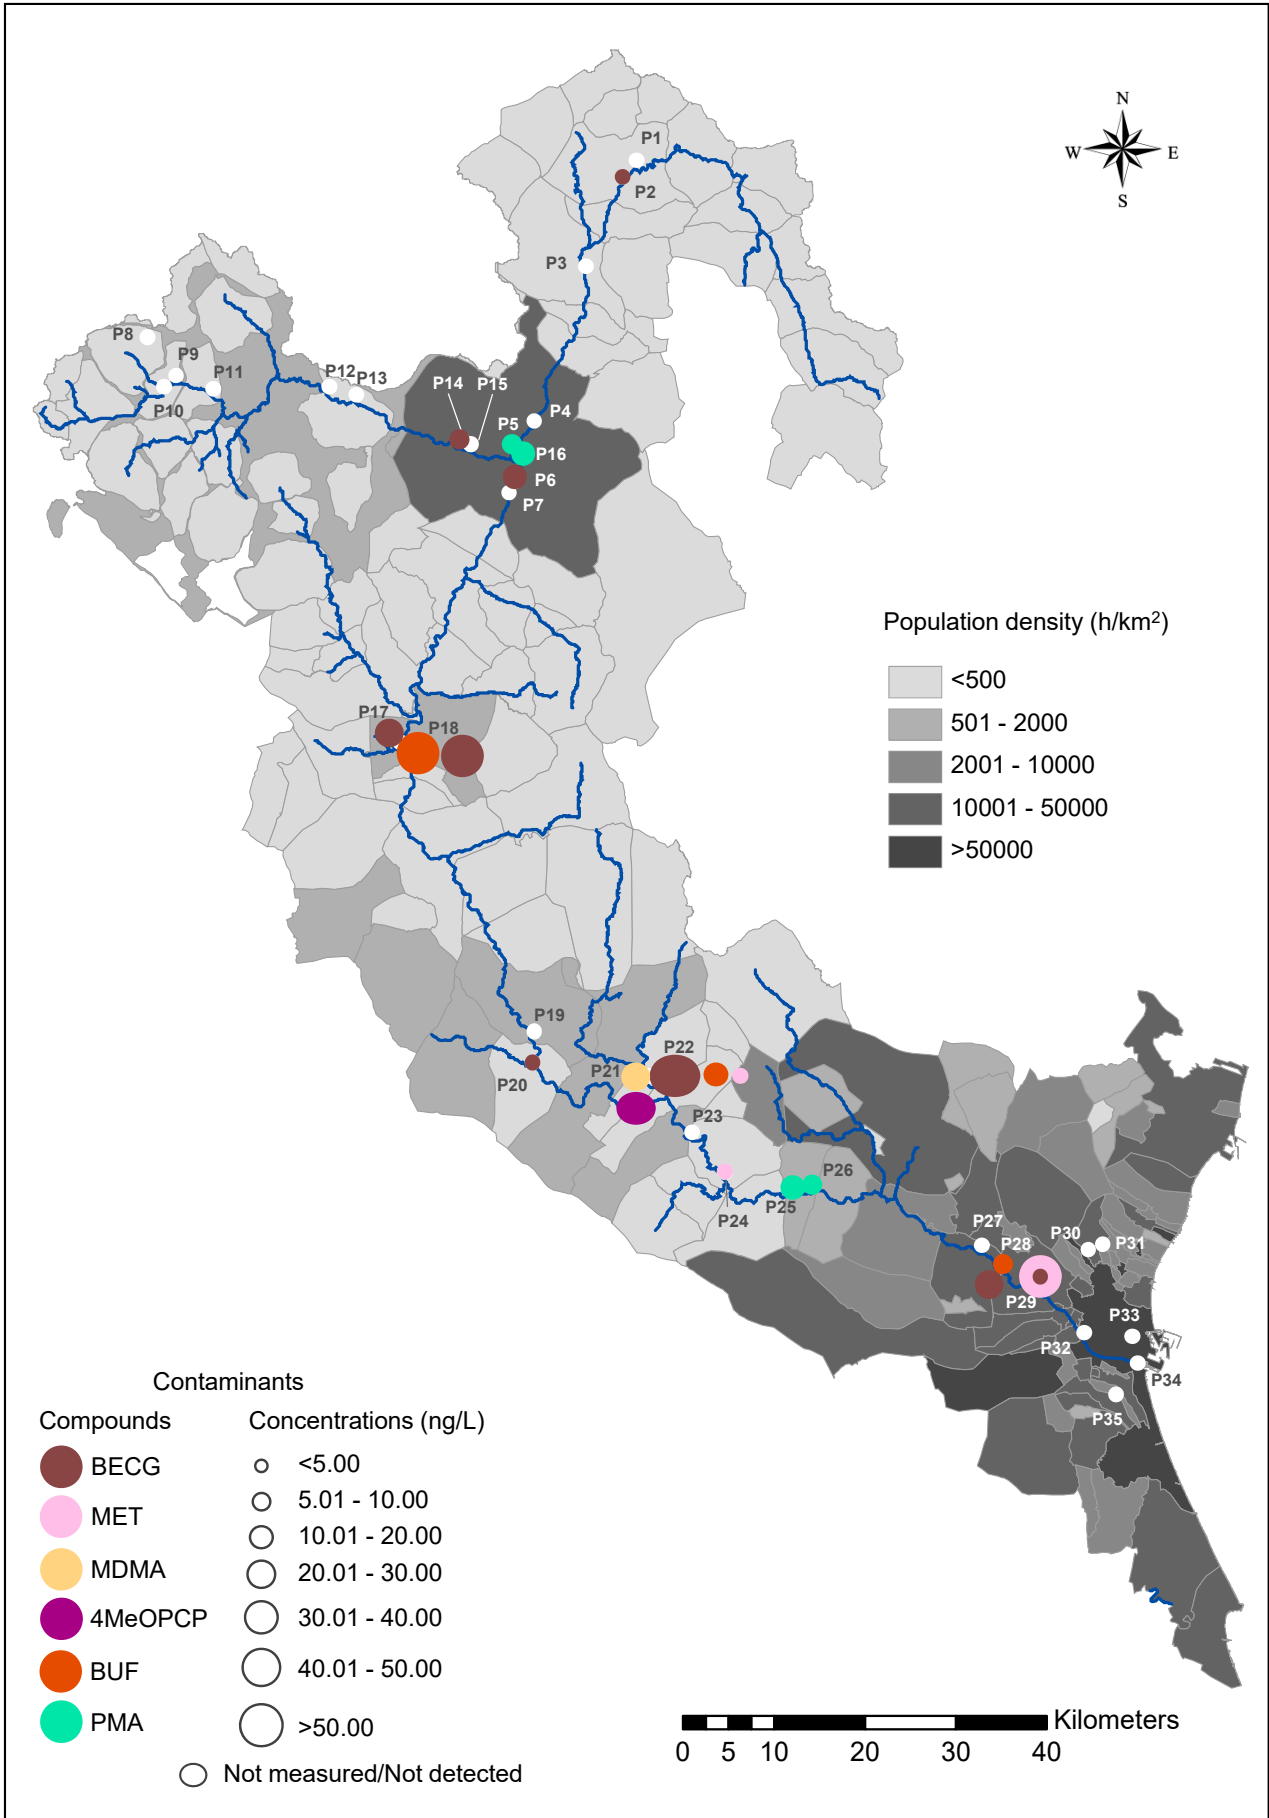 N
W E
S
P1
P2
P3
P8
P9
P10
P11
P12
P13
P14
P15
P4
P5
P16
P6
P7
Population density (h/km2)
<500
501 - 2000
2001 - 10000
10001 - 50000
>50000
P17
P18
P19
P20
P21
P22
P23
P24
P25
P26
P27
P28
P29
P30
P31
P32
P33
P34
P35
Contaminants
Compounds
BECG
MET
MDMA
4MeOPCP
BUF
PMA
Concentrations (ng/L)
<5.00
5.01 - 10.00
10.01 - 20.00
20.01 - 30.00
30.01 - 40.00
40.01 - 50.00
>50.00
Not measured/Not detected
Kilometers
0 5 10 20 30 40